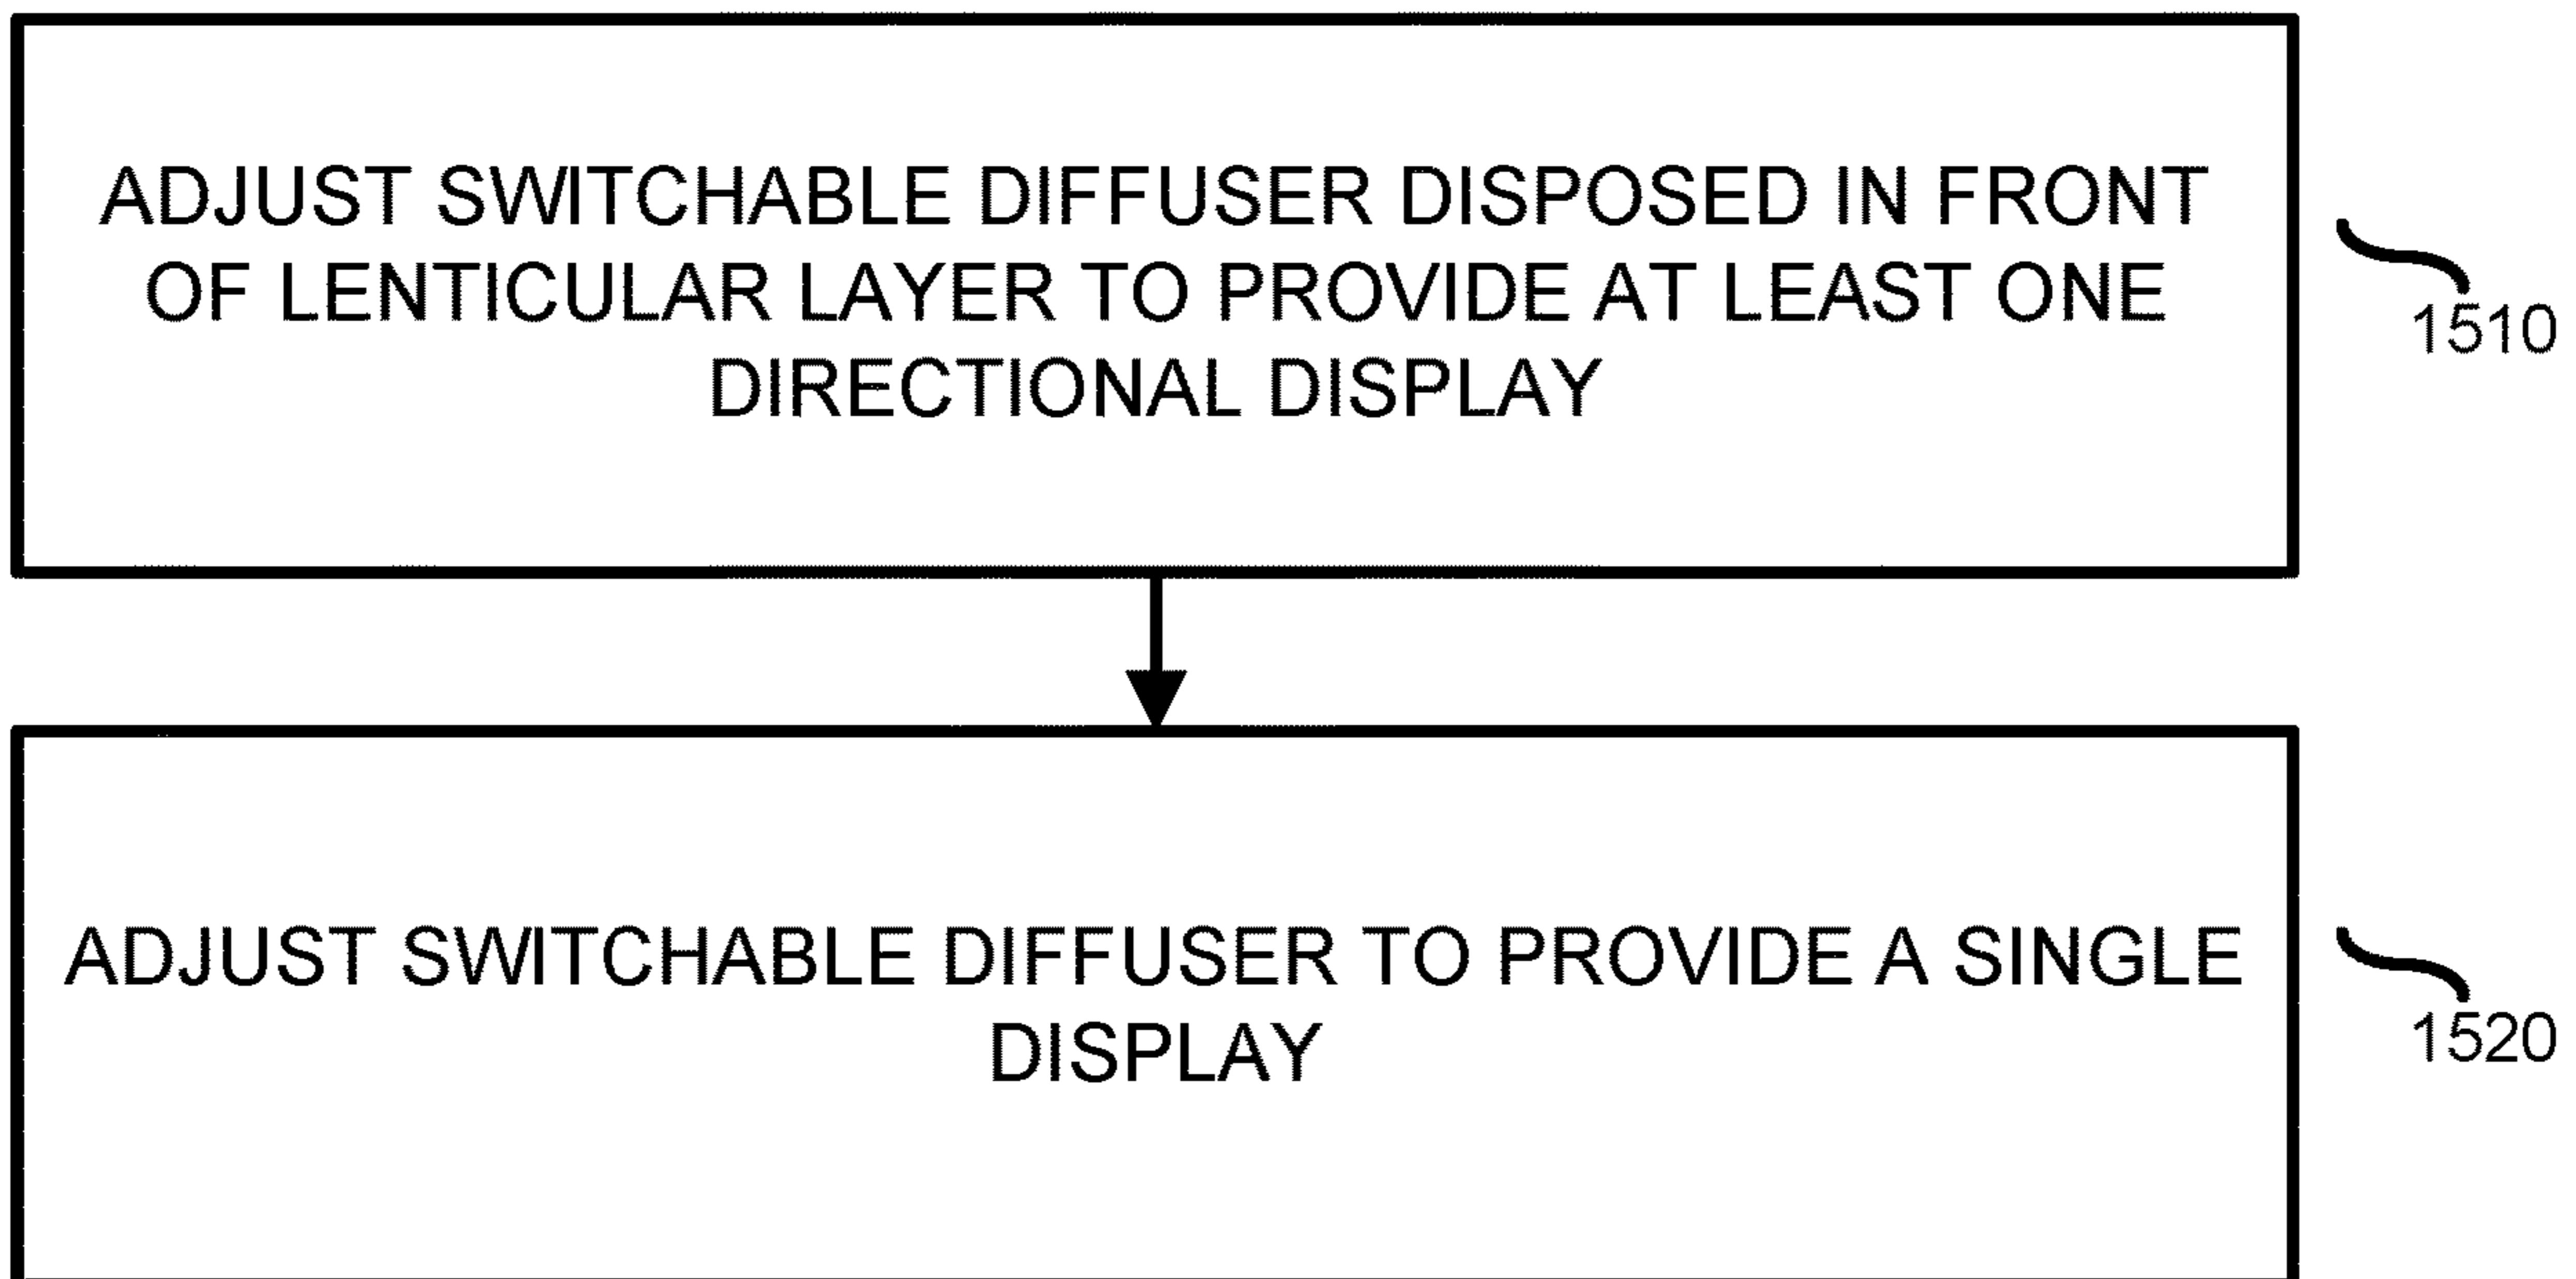 ADJUST SWITCHABLE DIFFUSER DISPOSED IN FRONT
OF LENTICULAR LAYER TO PROVIDE AT LEAST ONE
DIRECTIONAL DISPLAY
1510
ADJUST SWITCHABLE DIFFUSER TO PROVIDE A SINGLE
DISPLAY
1520